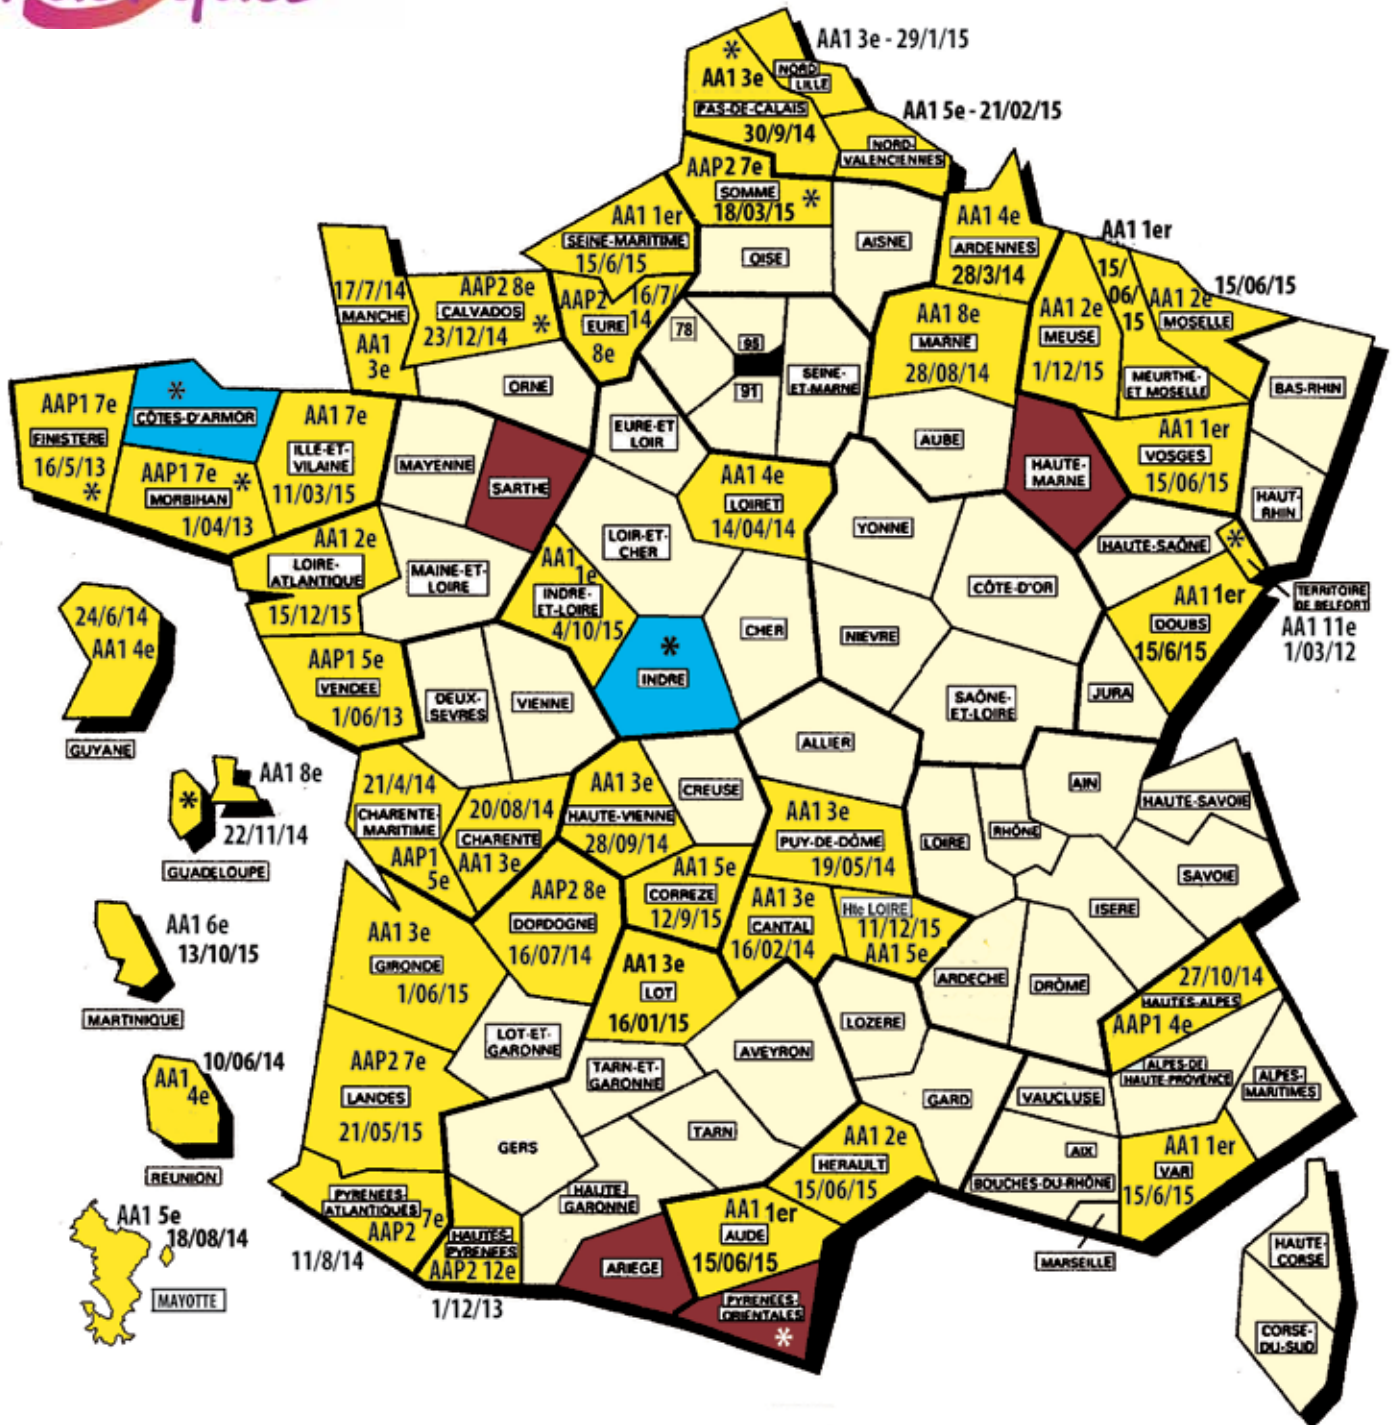 AA1 3e - 29/1/15
NORD
LILLE
AA1 3e
PAS-DE-CALAIS
30/9/14
AA1 5e - 21/02/15
NORD-
VALENCIENNES
AAP2 7e
SOMME
18/03/15
AA1 1er
SEINE-MARITIME
15/6/15
OISE
AISNE
AA1 4e
ARDENNES
28/3/14
AA1 1er
15/
06/
15
MEURTHE-
ET MOSELLE
15/06/15
AA1 2e
MOSELLE
AA1 2e
MEUSE
1/12/15
17/7/14
MANCHE
AA1
3e
AAP2 8e
CALVADOS
23/12/14
AAP2
16/7/
14
EURE
8e
78
95
91
SEINE-
ET-MARNE
AA1 8e
MARNE
28/08/14
BAS-RHIN
ORNE
AAP1 7e
FINISTERE
16/5/13
CÔTES-D'ARMOR
AA1 7e
ILLE-ET-
VILAINE
11/03/15
AAP1 7e
MORBIHAN
1/04/13
MAYENNE
SARTHE
EURE-ET
LOIR
AUBE
HAUTE-
MARNE
AA1 1er
VOSGES
15/06/15
HAUT-
RHIN
AA1 4e
LOIRET
14/04/14
YONNE
LOIR-ET-
CHER
HAUTE-SAÔNE
TERRITOIRE
DE BELFORT
AA1 11e
1/03/12
AA1 2e
LOIRE-
ATLANTIQUE
15/12/15
MAINE-ET-
LOIRE
AA1
1e
INDRE-
ET-LOIRE
4/10/15
CÔTE-D'OR
AA1 1er
DOUBS
15/6/15
24/6/14
AA1 4e
GUYANE
CHER
NIEVRE
INDRE
AAP1 5e
VENDEE
1/06/13
DEUX-
SEVRES
VIENNE
SAÔNE-
ET-LOIRE
JURA
ALLIER
AA1 8e
22/11/14
GUADELOUPE
21/4/14
CHARENTE-
MARITIME
AAP1
5e
20/08/14
CHARENTE
AA1 3e
AA1 3e
HAUTE-VIENNE
28/09/14
CREUSE
AA1 3e
PUY-DE-DÔME
19/05/14
LOIRE
RHÔNE
AIN
HAUTE-SAVOIE
SAVOIE
AA1 5e
CORREZE
12/9/15
AAP2 8e
DORDOGNE
16/07/14
AA1 3e
CANTAL
16/02/14
Hte LOIRE
11/12/15
AA1 5e
ISERE
AA1 6e
13/10/15
MARTINIQUE
AA1 3e
GIRONDE
1/06/15
AA1 3e
LOT
16/01/15
ARDECHE
DRÔME
27/10/14
HAUTES-ALPES
AAP1 4e
LOT-ET-
GARONNE
LOZERE
AVEYRON
TARN-ET-
GARONNE
10/06/14
AA1
4e
REUNION
AAP2 7e
LANDES
21/05/15
GARD
VAUCLUSE
ALPES-DE
HAUTE-PROVENCE
ALPES-
MARITIMES
GERS
TARN
AA1 2e
HERAULT
15/06/15
AIX
BOUCHES-DU-RHÔNE
MARSEILLE
AA1 1er
VAR
15/6/15
PYRENEES-
ATLANTIQUES
AAP2
7e
11/8/14
HAUTES-
PYRENEES
AAP2 12e
1/12/13
HAUTE-
GARONNE
AA1 1er
AUDE
15/06/15
ARIEGE
PYRENEES-
ORIENTALES
AA1 5e
18/08/14
MAYOTTE
HAUTE-
CORSE
CORSE-
DU-SUD